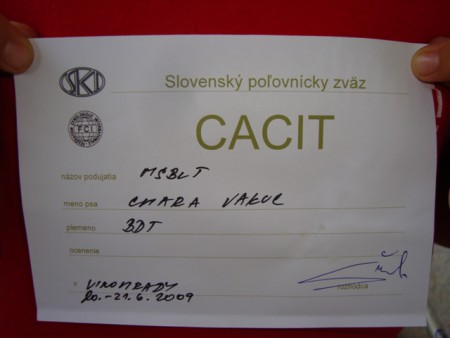 SKJ
Slovenský poľovnícky zväz
FCI
CACIT
názov podujatia MSBLT
meno psa CHARA VAKUC
plemeno BDT
ocenenie
VINOHRADY
20.-21.6.2009
rozhodca